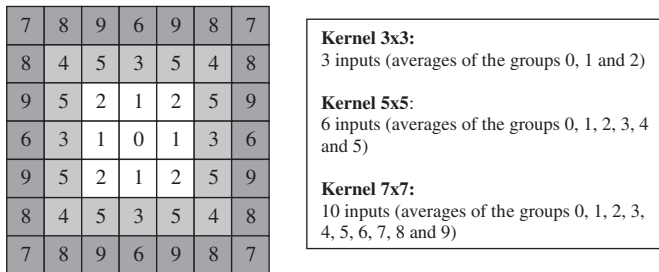 7 8 9 6 9 8 7
8 4 5 3 5 4 8
9 5 2 1 2 5 9
6 3 1 0 1 3 6
9 5 2 1 2 5 9
8 4 5 3 5 4 8
7 8 9 6 9 8 7
Kernel 3x3:
3 inputs (averages of the groups 0, 1 and 2)
Kernel 5x5:
6 inputs (averages of the groups 0, 1, 2, 3, 4
and 5)
Kernel 7x7:
10 inputs (averages of the groups 0, 1, 2, 3,
4, 5, 6, 7, 8 and 9)